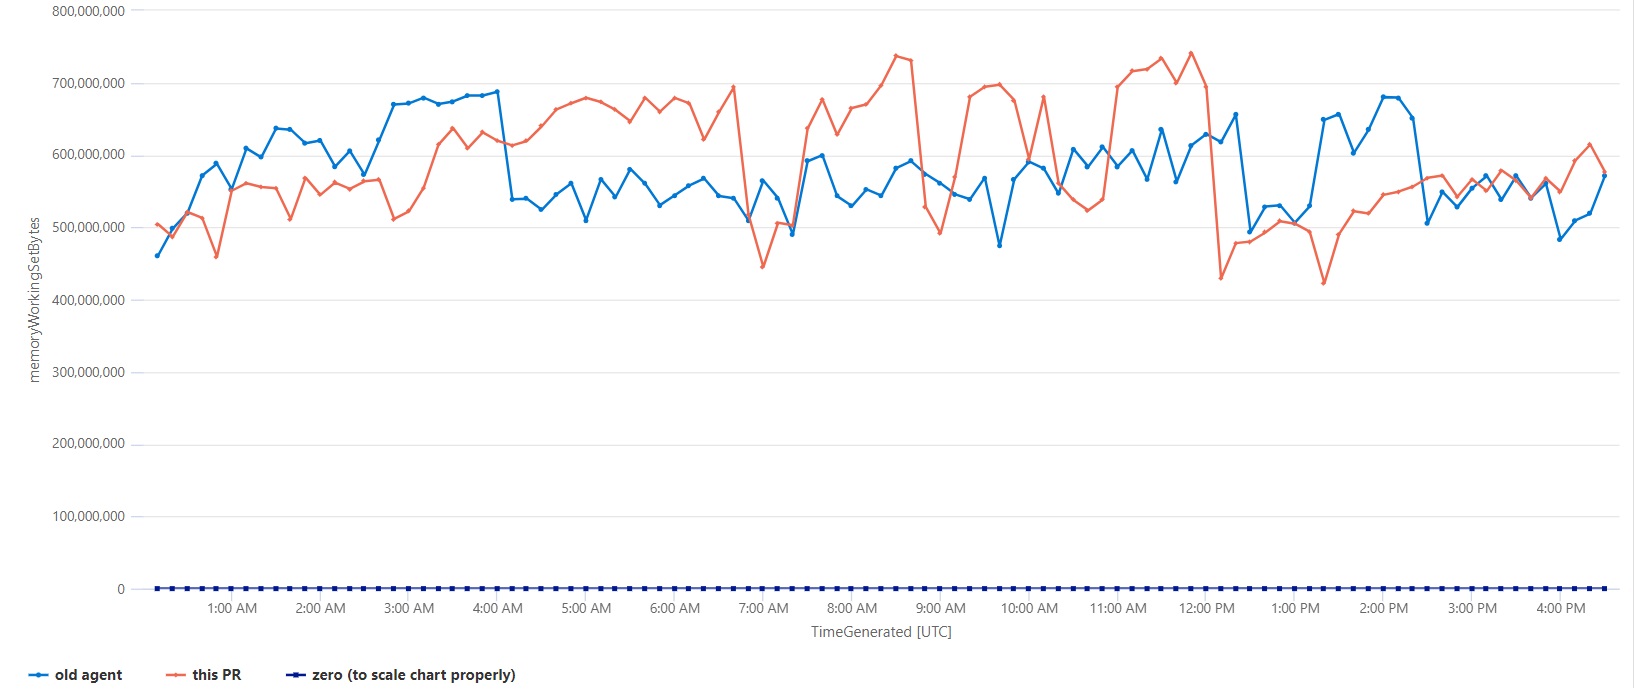 800,000,000
700,000,000
600,000,000
500,000,000
400,000,000
300,000,000
200,000,000
100,000,000
0
memoryWorkingSetBytes
1:00 AM 2:00 AM 3:00 AM 4:00 AM 5:00 AM 6:00 AM 7:00 AM 8:00 AM 9:00 AM 10:00 AM 11:00 AM 12:00 PM 1:00 PM 2:00 PM 3:00 PM 4:00 PM
TimeGenerated [UTC]
old agent this PR zero (to scale chart properly)